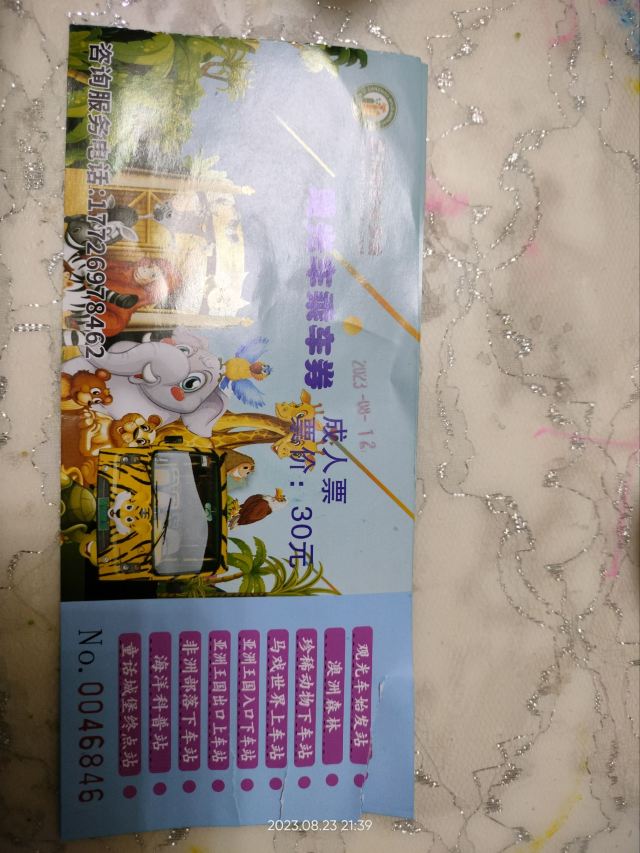 观光车乘车券
2023-08-12
成人票
票价：30元
咨询服务电话:17726978462
观光车始发站
澳洲森林
珍稀动物下车站
马戏世界上车站
亚洲王国入口下车站
亚洲王国出口上车站
非洲部落下车站
海洋科普站
童话城堡终点站
No. 0046846
2023.08.23 21:39